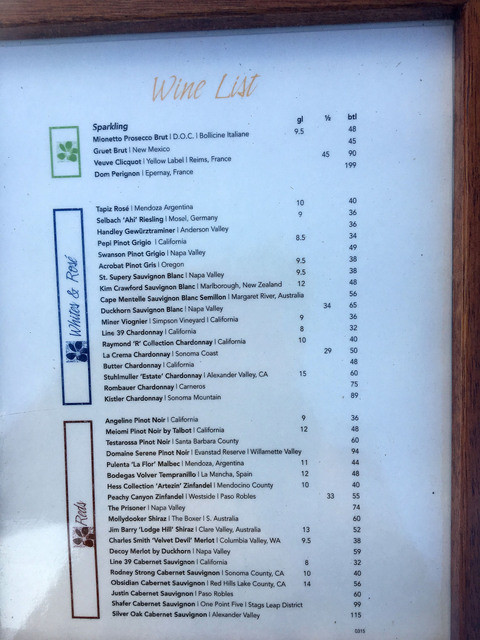 Wine List
gl ½ btl
Sparkling
Mionetto Prosecco Brut | D.O.C. | Bollicine Italiane 9.5 48
Gruet Brut | New Mexico 45
Veuve Clicquot | Yellow Label | Reims, France 45 90
Dom Perignon | Epernay, France 199
Whites & Rosé
Tapiz Rosé | Mendoza Argentina 10 40
Selbach 'Ahi' Riesling | Mosel, Germany 9 36
Handley Gewürztraminer | Anderson Valley 36
Pepi Pinot Grigio | California 8.5 34
Swanson Pinot Grigio | Napa Valley 49
Acrobat Pinot Gris | Oregon 9.5 38
St. Supery Sauvignon Blanc | Napa Valley 9.5 38
Kim Crawford Sauvignon Blanc | Marlborough, New Zealand 12 48
Cape Mentelle Sauvignon Blanc Semillon | Margaret River, Australia 56
Duckhorn Sauvignon Blanc | Napa Valley 34 65
Miner Viognier | Simpson Vineyard | California 9 36
Line 39 Chardonnay | California 8 32
Raymond 'R' Collection Chardonnay | California 10 40
La Crema Chardonnay | Sonoma Coast 29 50
Butter Chardonnay | California 48
Stuhlmuller 'Estate' Chardonnay | Alexander Valley, CA 15 60
Rombauer Chardonnay | Carneros 75
Kistler Chardonnay | Sonoma Mountain 89
Reds
Angeline Pinot Noir | California 9 36
Meiomi Pinot Noir by Talbot | California 12 48
Testarossa Pinot Noir | Santa Barbara County 60
Domaine Serene Pinot Noir | Evanstad Reserve | Willamette Valley 94
Pulenta 'La Flor' Malbec | Mendoza, Argentina 11 44
Bodegas Volver Tempranillo | La Mancha, Spain 12 48
Hess Collection 'Artezin' Zinfandel | Mendocino County 10 40
Peachy Canyon Zinfandel | Westside | Paso Robles 33 55
The Prisoner | Napa Valley 74
Mollydooker Shiraz | The Boxer | S. Australia 60
Jim Barry 'Lodge Hill' Shiraz | Clare Valley, Australia 13 52
Charles Smith 'Velvet Devil' Merlot | Columbia Valley, WA 9.5 38
Decoy Merlot by Duckhorn | Napa Valley 59
Line 39 Cabernet Sauvignon | California 8 32
Rodney Strong Cabernet Sauvignon | Sonoma County, CA 10 40
Obsidian Cabernet Sauvignon | Red Hills Lake County, CA 14 56
Justin Cabernet Sauvignon | Paso Robles 60
Shafer Cabernet Sauvignon | One Point Five | Stags Leap District 99
Silver Oak Cabernet Sauvignon | Alexander Valley 115
0315